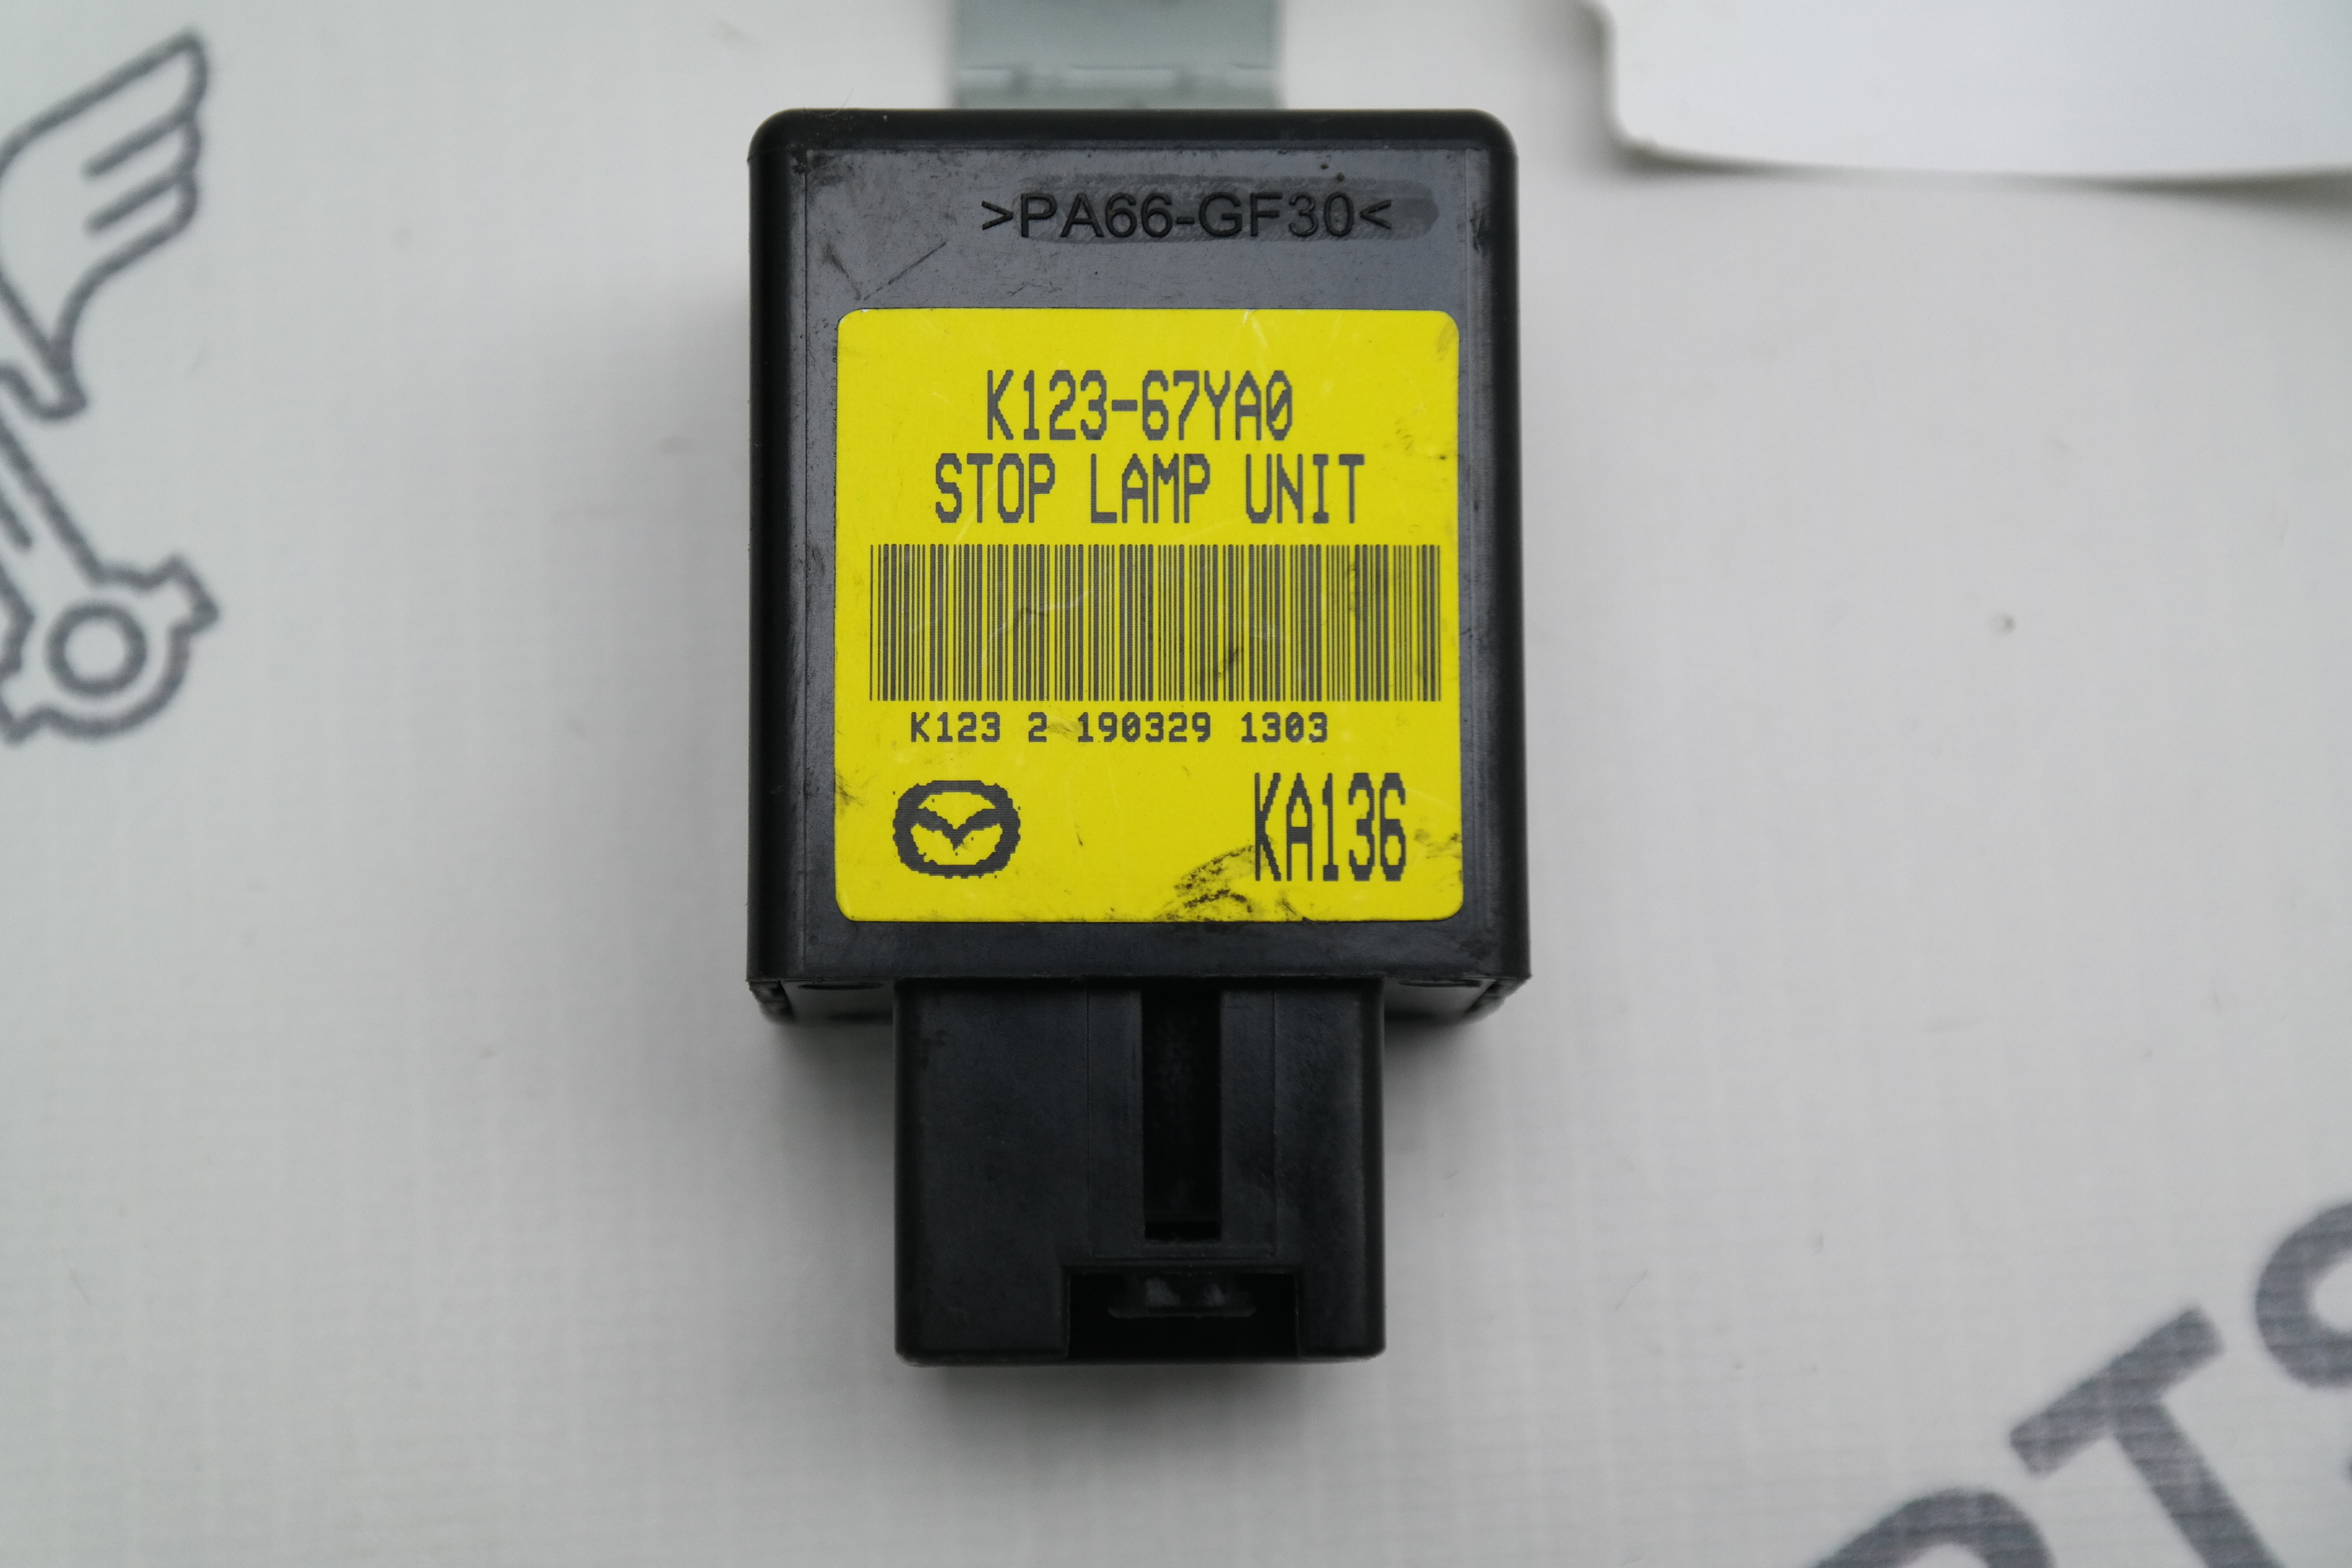 >PA66-GF30<
K123-67YA0
STOP LAMP UNIT
K123 2 190329 1303
KA136